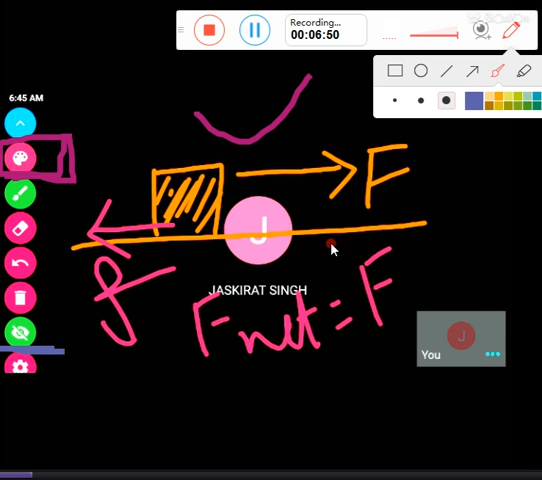 Recording...
00:06:50
6:45 AM
F
J
f
JASKIRAT SINGH
Fnet = F
J
You